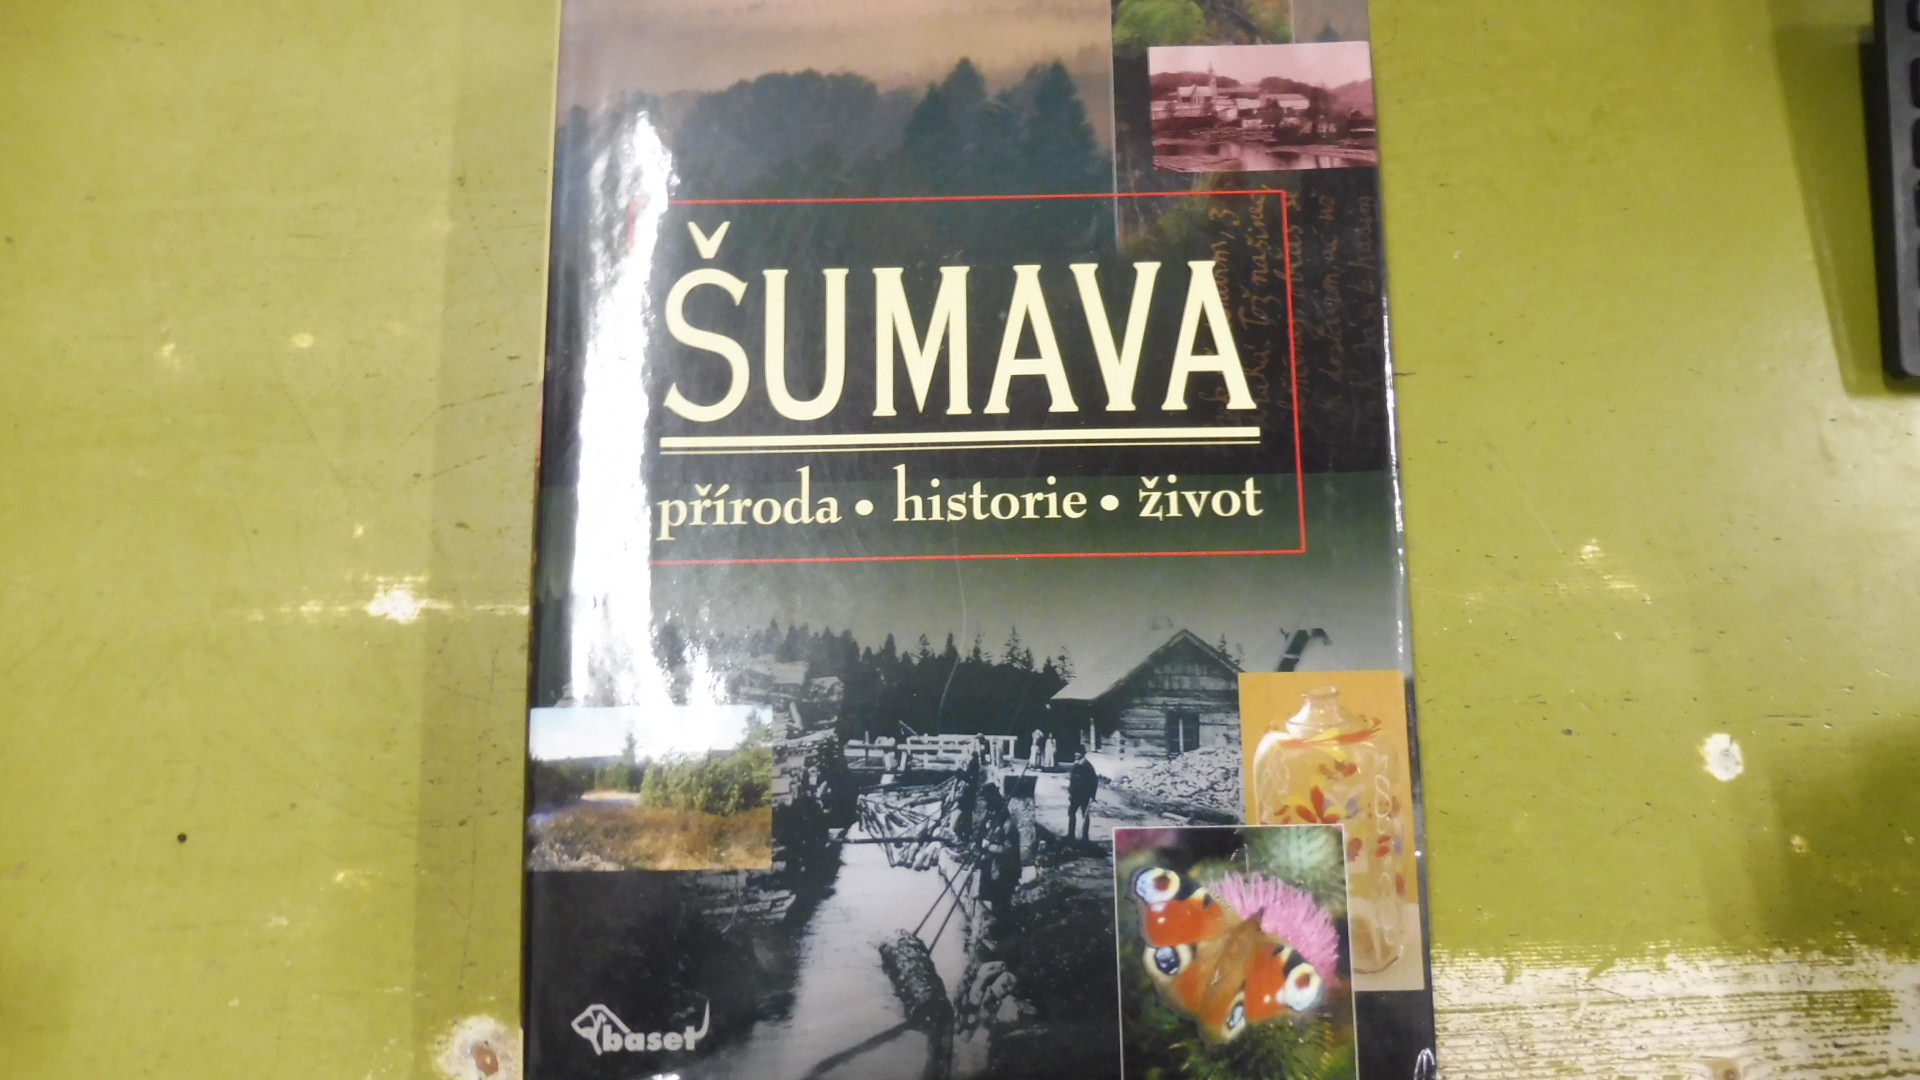 ŠUMAVA
příroda • historie • život
baset